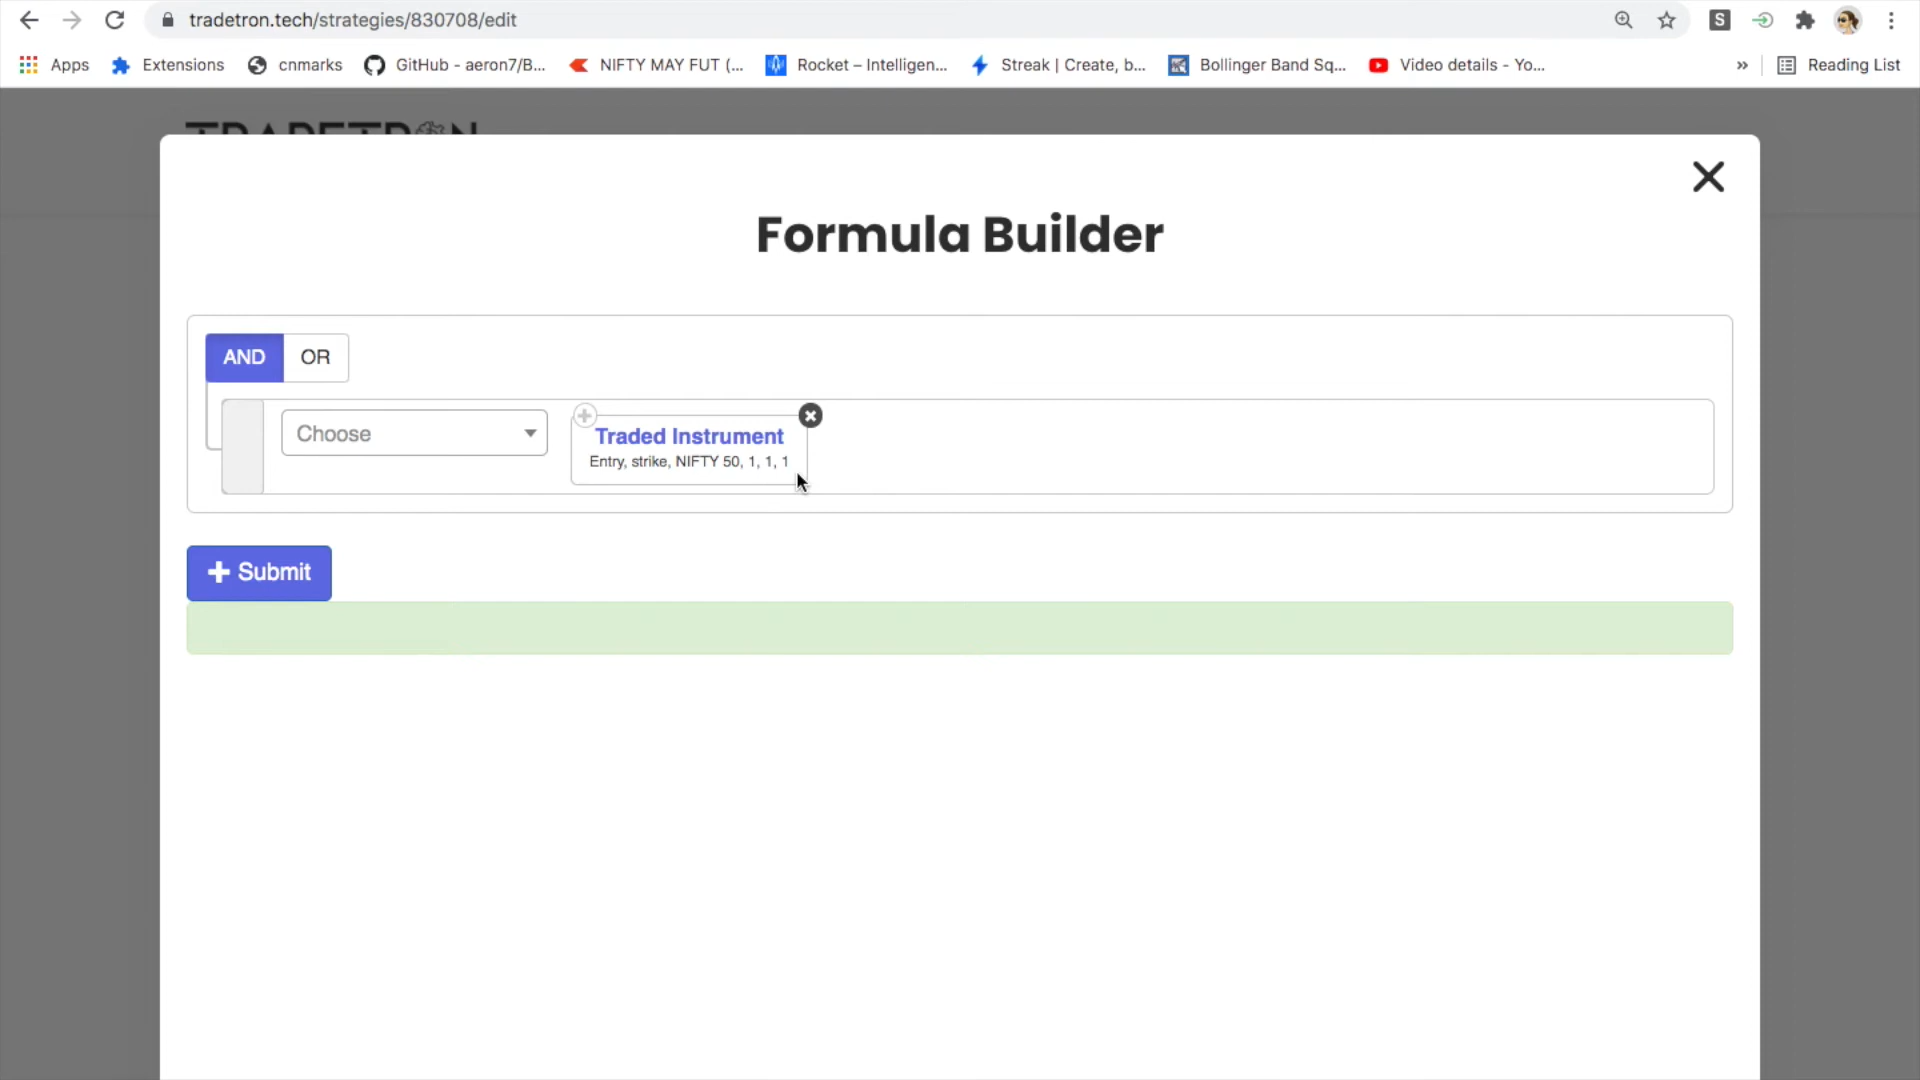 tradetron.tech/strategies/830708/edit
S
Apps
Extensions
cnmarks
GitHub - aeron7/B...
NIFTY MAY FUT (...
Rocket – Intelligen...
Streak | Create, b...
Bollinger Band Sq...
Video details - Yo...
»
Reading List
TRADETRON
Formula Builder
AND
OR
Choose
Traded Instrument
Entry, strike, NIFTY 50, 1, 1, 1
Submit